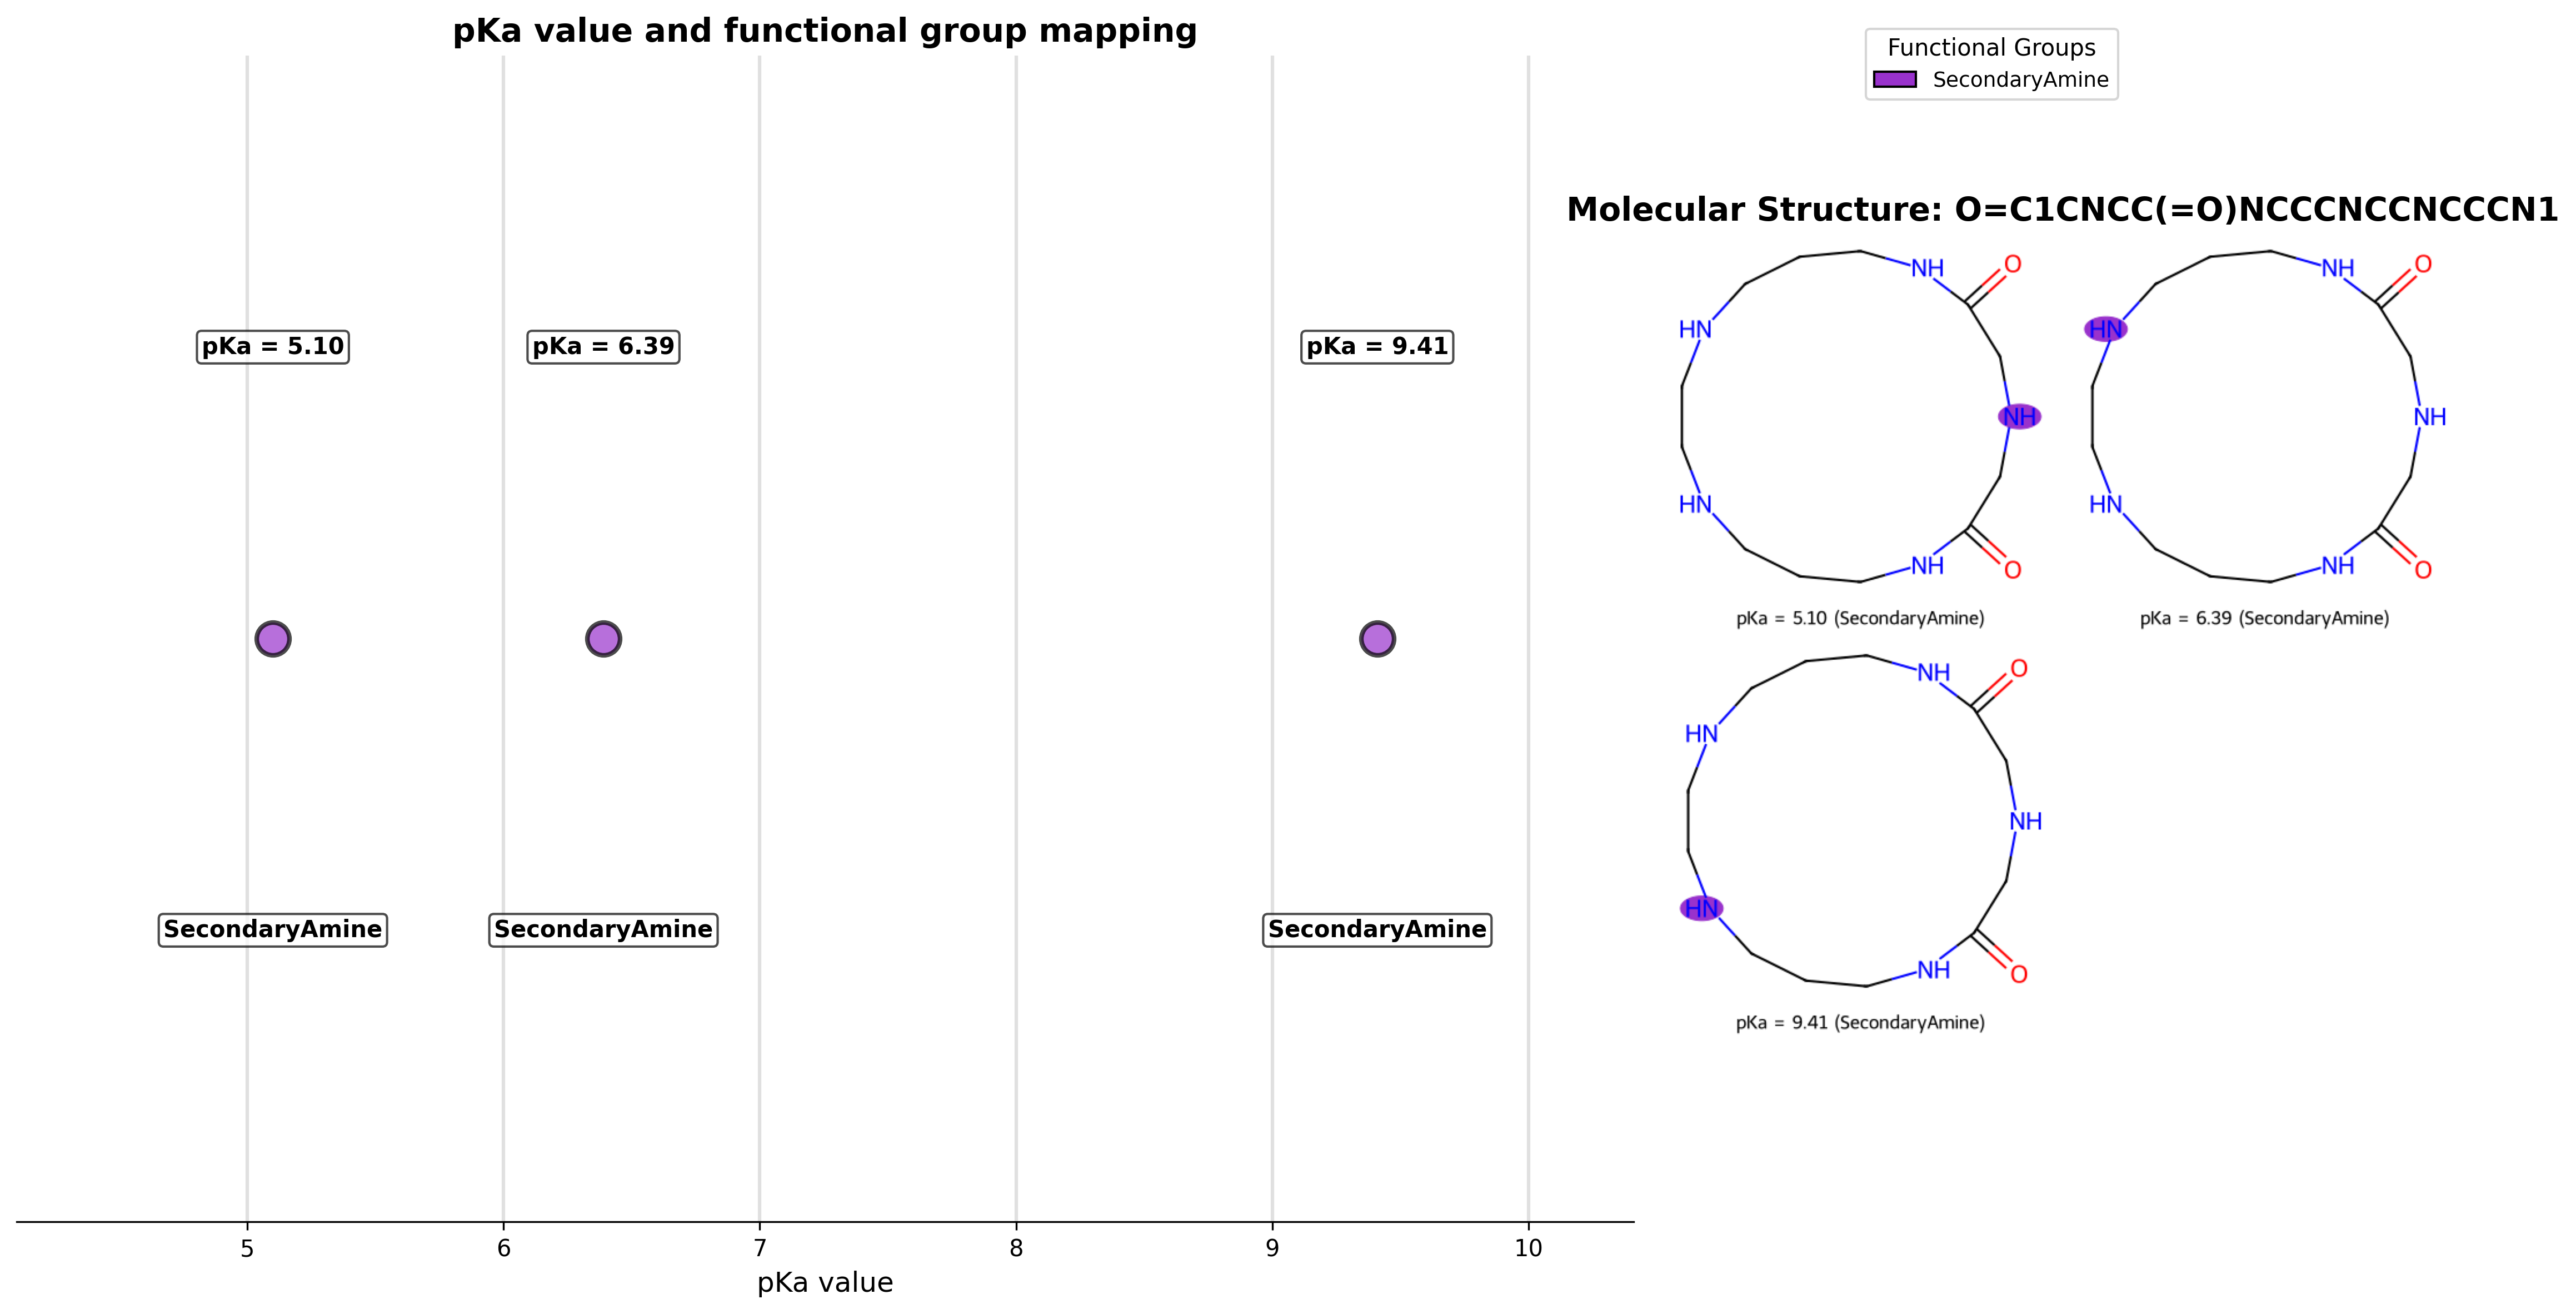 pKa value and functional group mapping
pKa = 5.10
pKa = 6.39
pKa = 9.41
SecondaryAmine
SecondaryAmine
SecondaryAmine
5
6
7
8
9
10
pKa value
Functional Groups
SecondaryAmine
Molecular Structure: O=C1CNCC(=O)NCCCNCCNCCCN1
NH
O
HN
NH
HN
NH
O
pKa = 5.10 (SecondaryAmine)
NH
O
HN
NH
HN
NH
O
pKa = 6.39 (SecondaryAmine)
NH
O
HN
NH
HN
NH
O
pKa = 9.41 (SecondaryAmine)